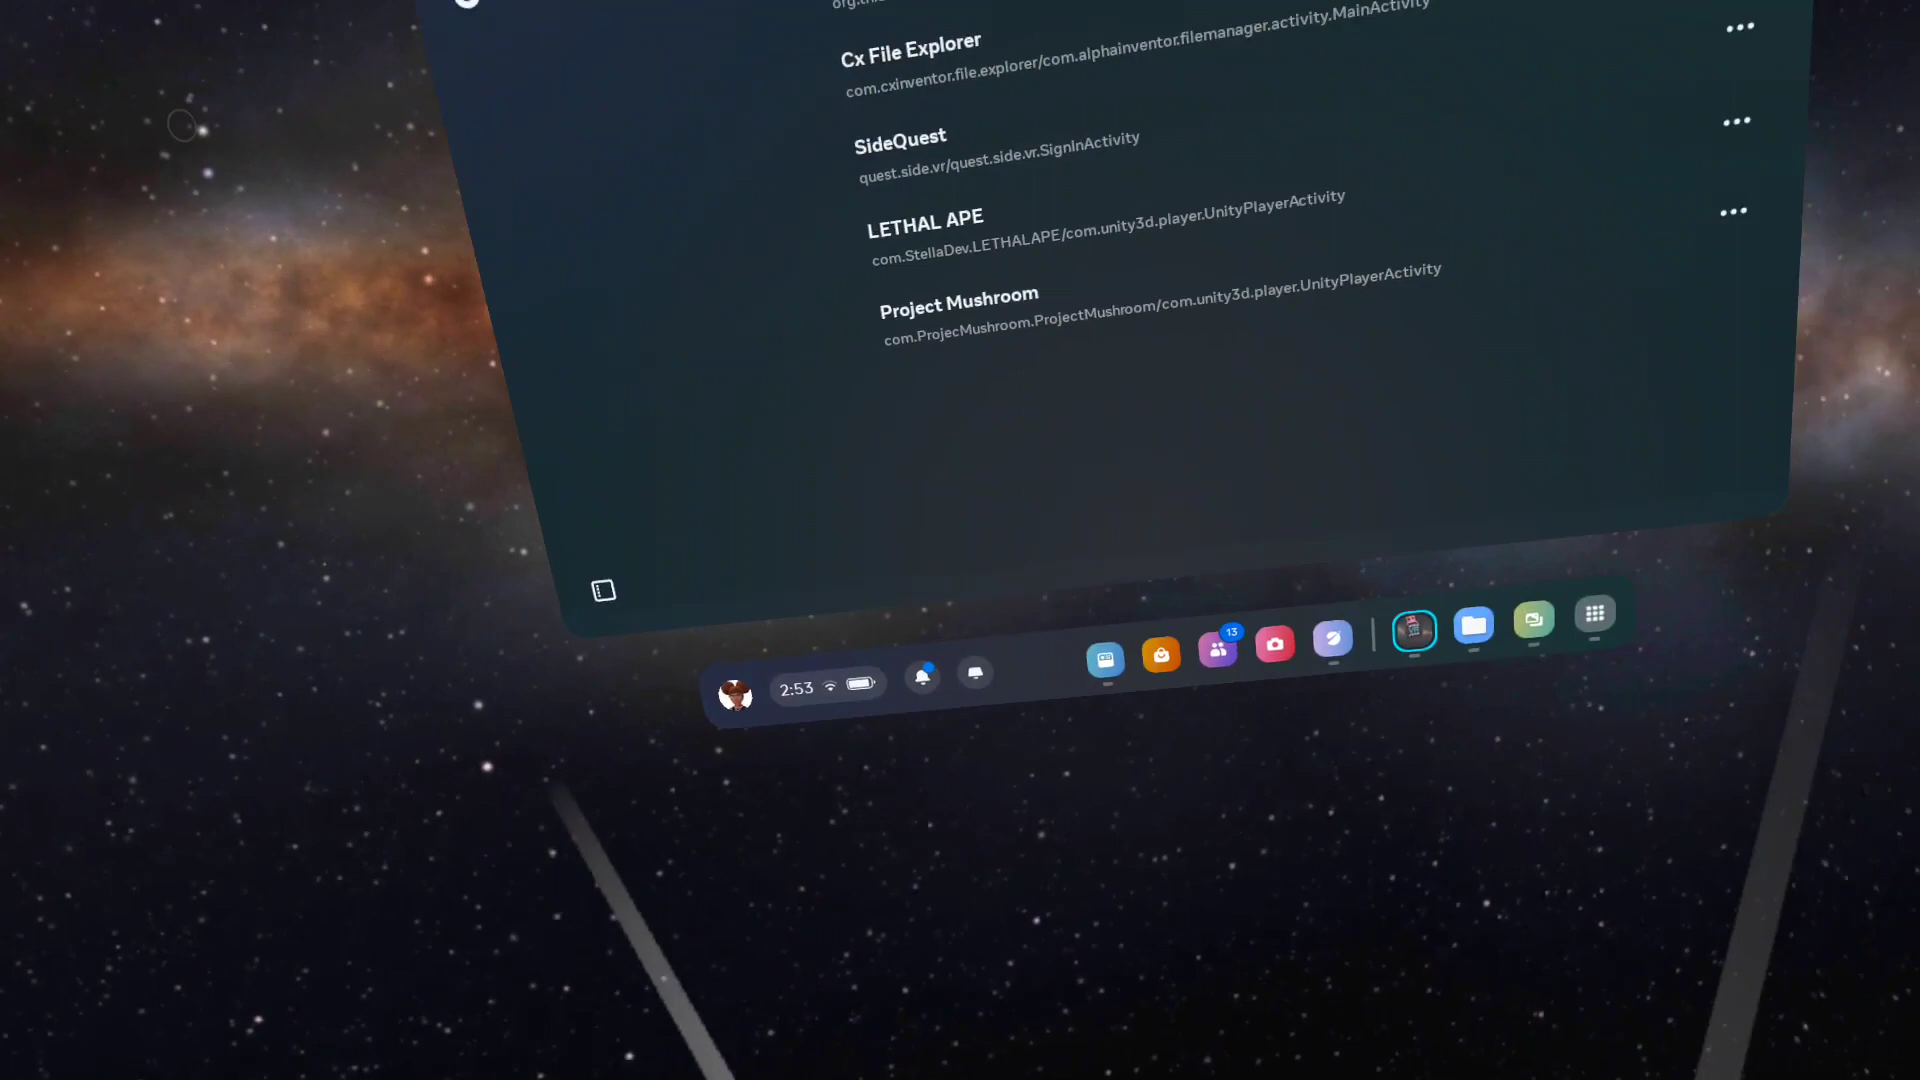 Cx File Explorer
com.cxinventor.file.explorer/com.alphainventor.filemanager.activity.MainActivity
SideQuest
quest.side.vr/quest.side.vr.SignInActivity
LETHAL APE
com.StellaDev.LETHALAPE/com.unity3d.player.UnityPlayerActivity
Project Mushroom
com.ProjecMushroom.ProjectMushroom/com.unity3d.player.UnityPlayerActivity
2:53
13